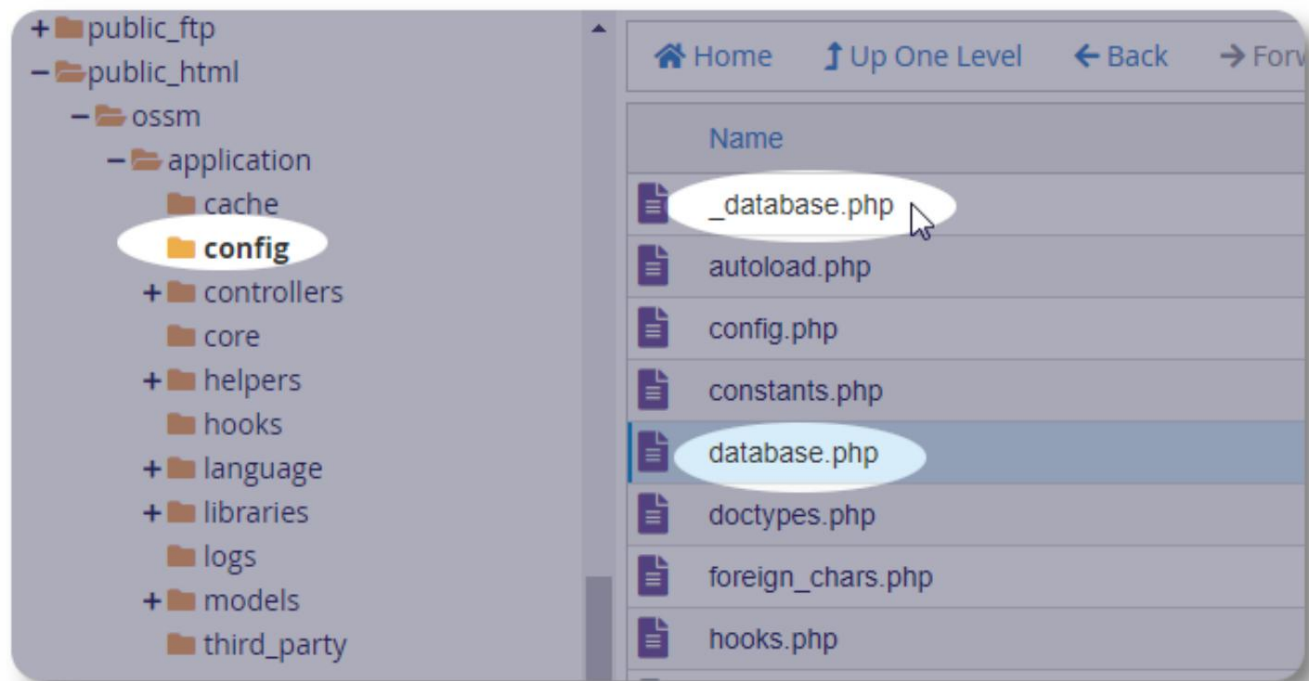 public_ftp
public_html
ossm
application
cache
config
controllers
core
helpers
hooks
language
libraries
logs
models
third_party
Home Up One Level Back Forw
Name
_database.php
autoload.php
config.php
constants.php
database.php
doctypes.php
foreign_chars.php
hooks.php